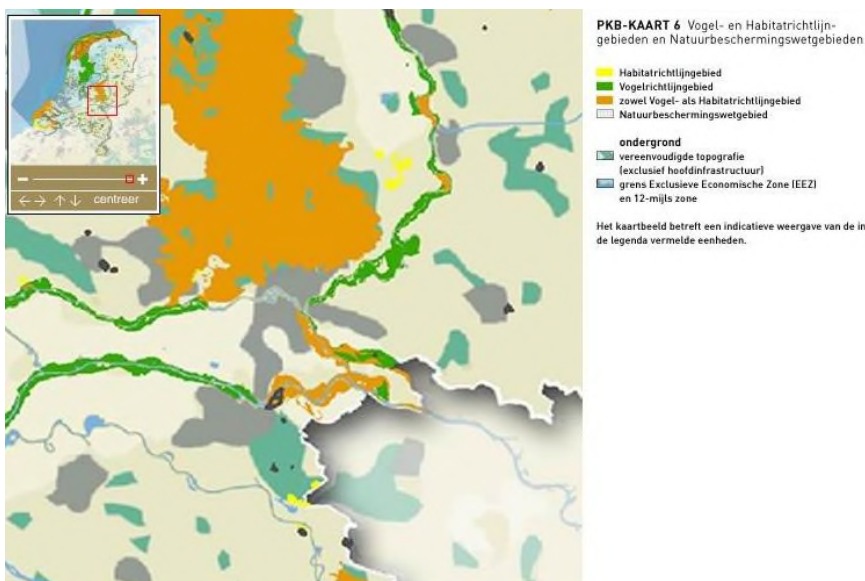 PKB-KAART 6 Vogel- en Habitatrichtlijn-
gebieden en Natuurbeschermingswetgebieden
Habitatrichtlijngebied
Vogelrichtlijngebied
zowel Vogel- als Habitatrichtlijngebied
Natuurbeschermingswetgebied
ondergrond
vereenvoudigde topografie
(exclusief hoofdinfrastructuur)
grens Exclusieve Economische Zone (EEZ)
en 12-mijls zone
Het kaartbeeld betreft een indicatieve weergave van de in
de legenda vermelde eenheden.
centreer